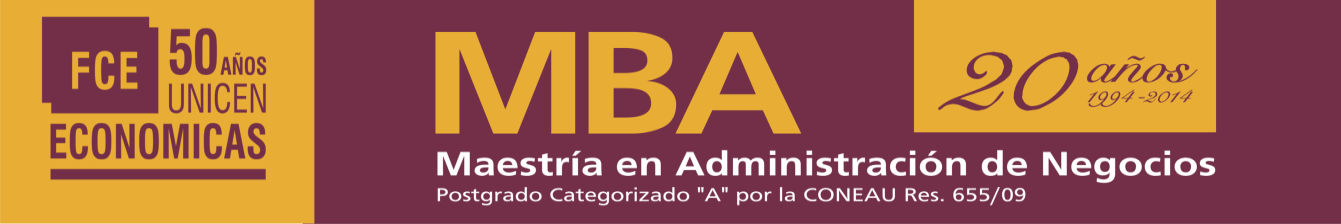 FCE
50 AÑOS
UNICEN
ECONOMICAS
MBA
Maestría en Administración de Negocios
Postgrado Categorizado "A" por la CONEAU Res. 655/09
20 años
1994-2014